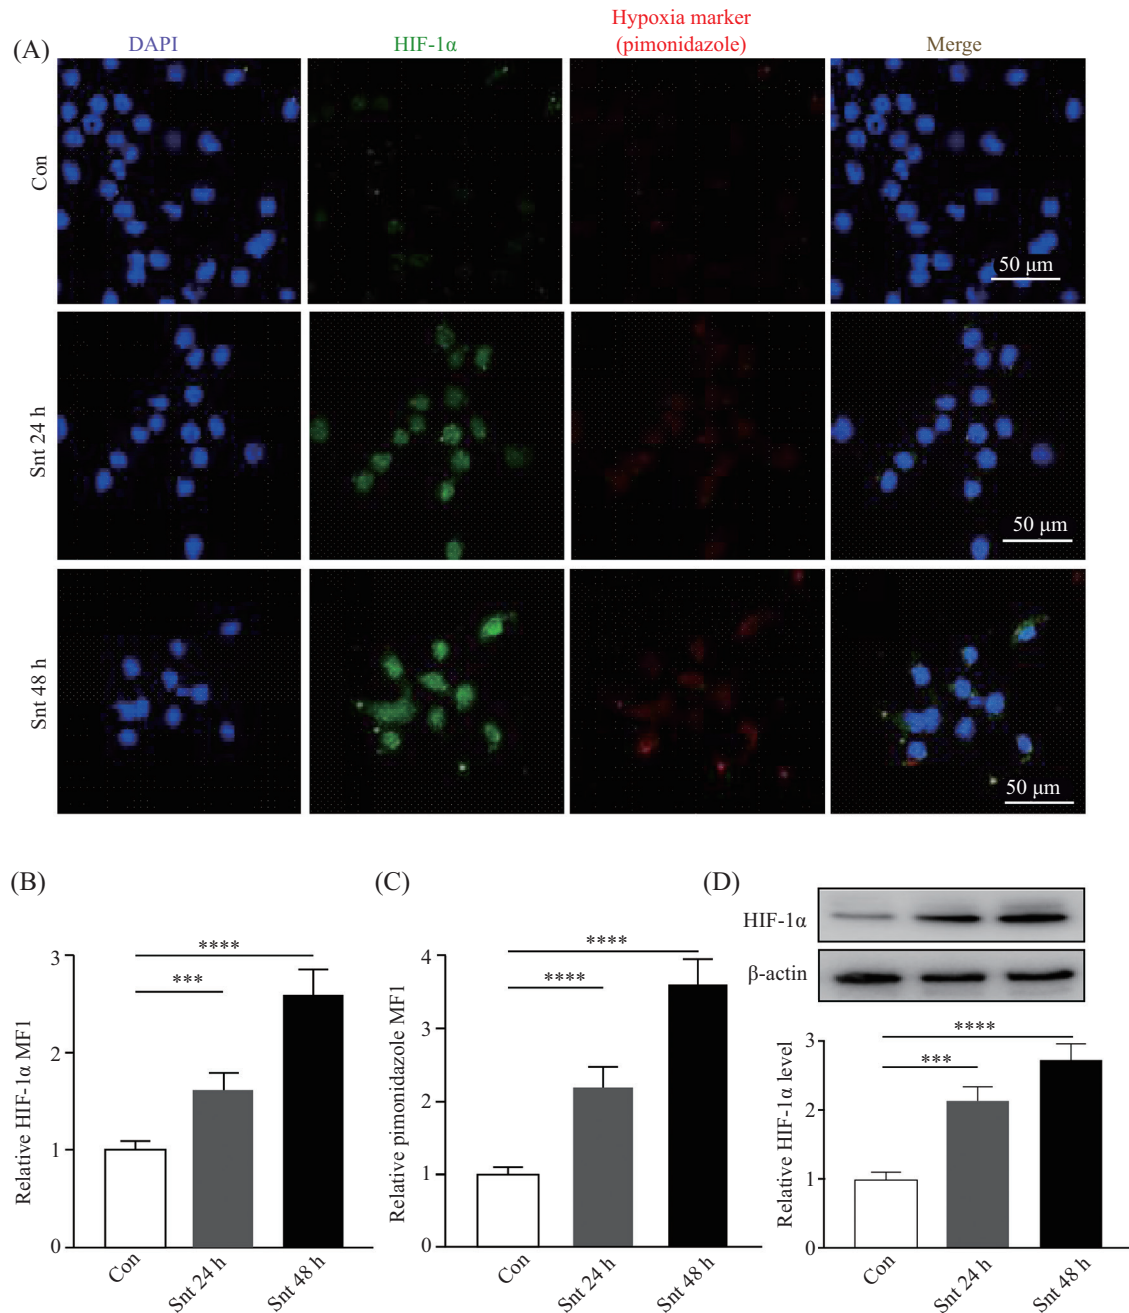 (A)
DAPI
HIF-1α
Hypoxia marker
(pimonidazole)
Merge
Con
50 μm
Snt 24 h
50 μm
Snt 48 h
50 μm
(B)
Relative HIF-1α MF1
3
2
1
0
****
***
Con
Snt 24 h
Snt 48 h
(C)
Relative pimonidazole MF1
4
3
2
1
0
****
****
Con
Snt 24 h
Snt 48 h
(D)
HIF-1α
β-actin
Relative HIF-1α level
3
2
1
0
****
***
Con
Snt 24 h
Snt 48 h